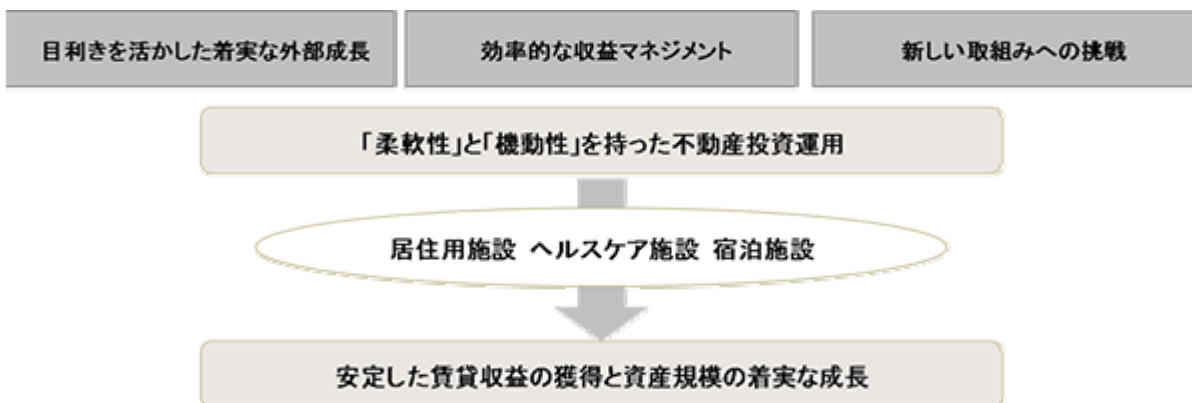 目利きを活かした着実な外部成長
効率的な収益マネジメント
新しい取組みへの挑戦
「柔軟性」と「機動性」を持った不動産投資運用
居住用施設 ヘルスケア施設 宿泊施設
安定した賃貸収益の獲得と資産規模の着実な成長